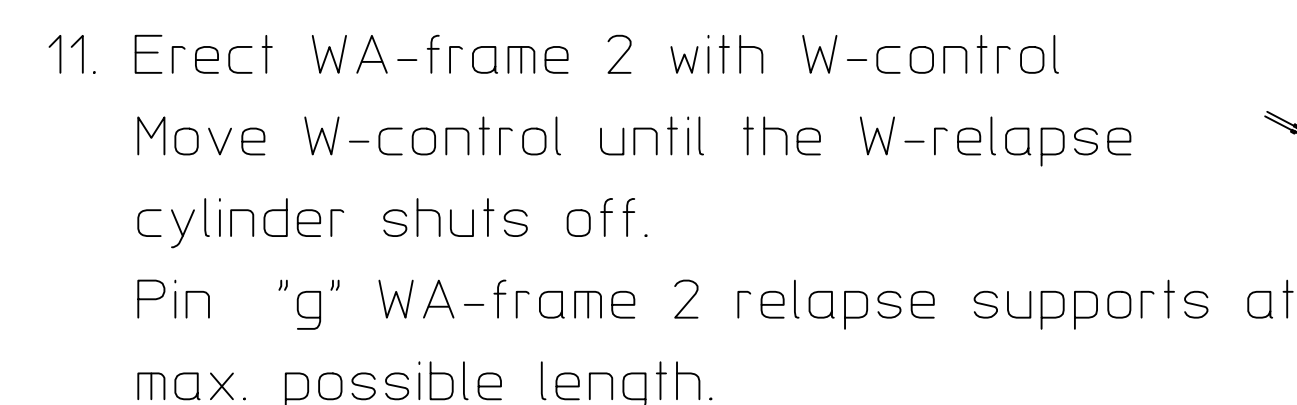 11. Erect WA-frame 2 with W-control
Move W-control until the W-relapse
cylinder shuts off.
Pin "g" WA-frame 2 relapse supports at
max. possible length.